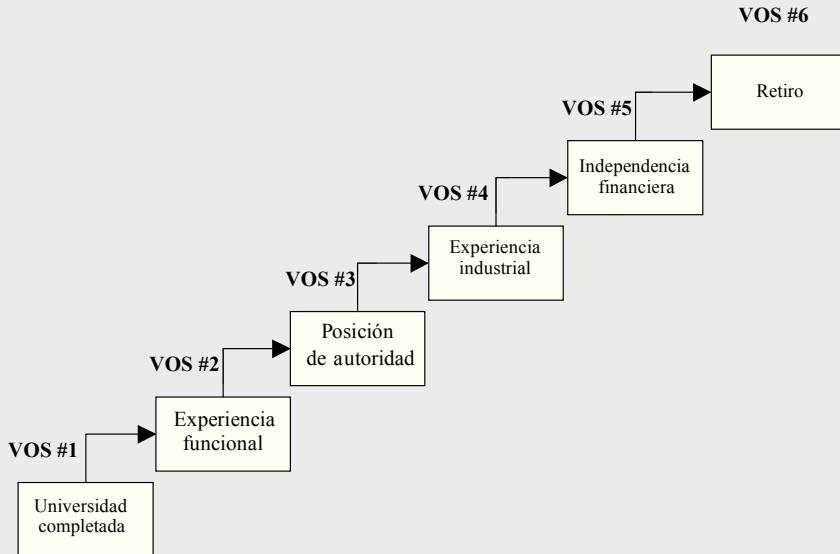 VOS #6
Retiro
VOS #5
Independencia
financiera
VOS #4
Experiencia
industrial
VOS #3
Posición
de autoridad
VOS #2
Experiencia
funcional
VOS #1
Universidad
completada